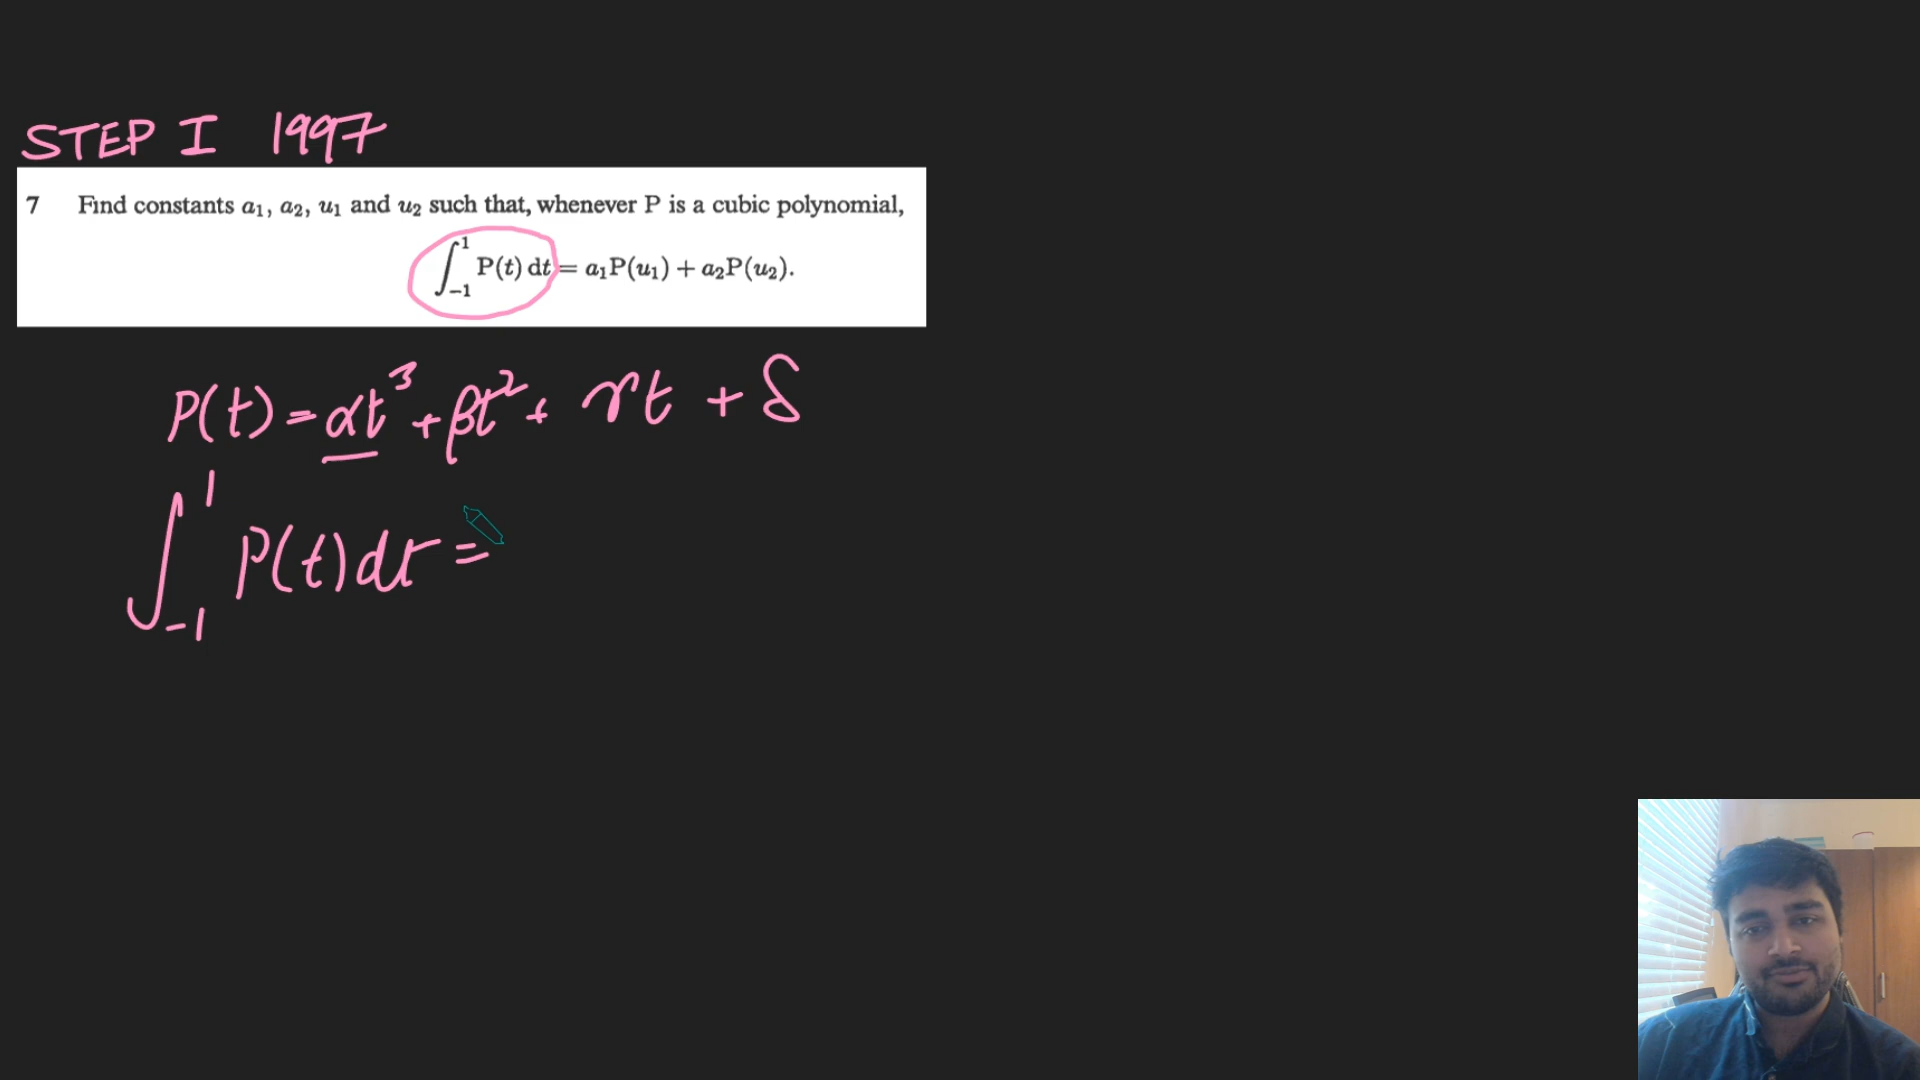 STEP I 1997
7 Find constants a₁, a₂, u₁ and u₂ such that, whenever P is a cubic polynomial,
∫₋₁¹ P(t) dt = a₁P(u₁) + a₂P(u₂).
P(t) = αt³ + βt² + γt + δ
∫₋₁¹ P(t) dt =